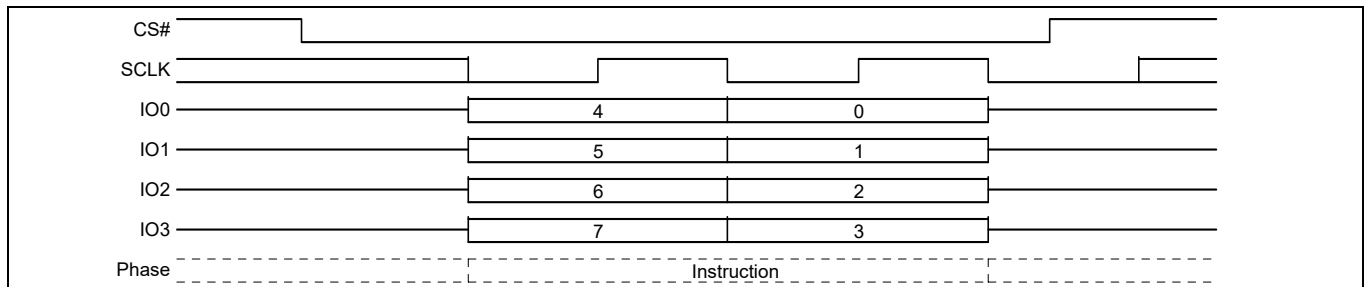 CS#
SCLK
IO0 4 0
IO1 5 1
IO2 6 2
IO3 7 3
Phase Instruction